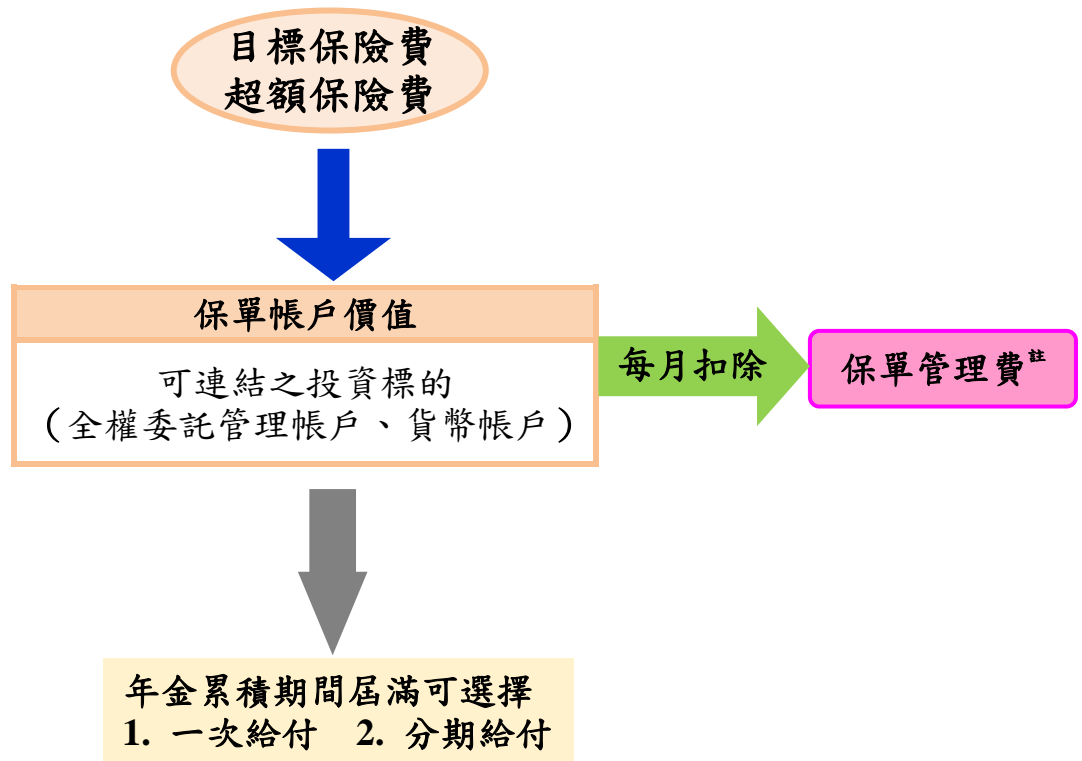 目標保險費
超額保險費
保單帳戶價值
可連結之投資標的
（全權委託管理帳戶、貨幣帳戶）
每月扣除
保單管理費註
年金累積期間屆滿可選擇
1. 一次給付 2. 分期給付